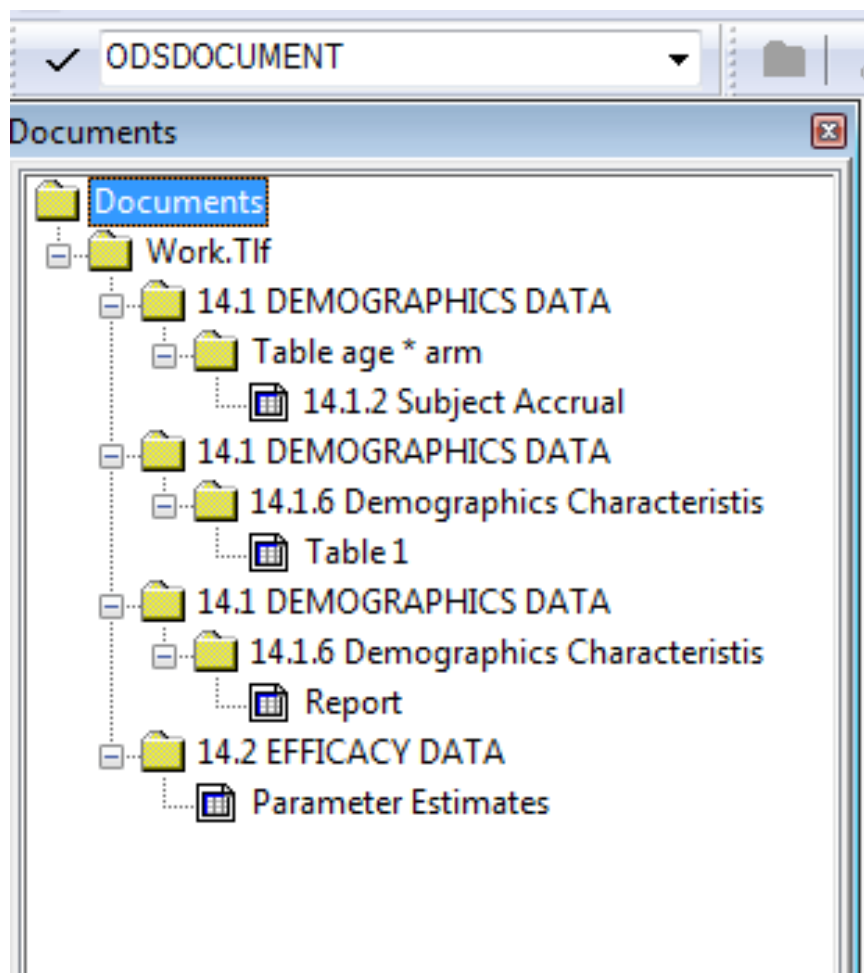 ODSDOCUMENT
Documents
Documents
Work.Tlf
14.1 DEMOGRAPHICS DATA
Table age * arm
14.1.2 Subject Accrual
14.1 DEMOGRAPHICS DATA
14.1.6 Demographics Characteristis
Table 1
14.1 DEMOGRAPHICS DATA
14.1.6 Demographics Characteristis
Report
14.2 EFFICACY DATA
Parameter Estimates